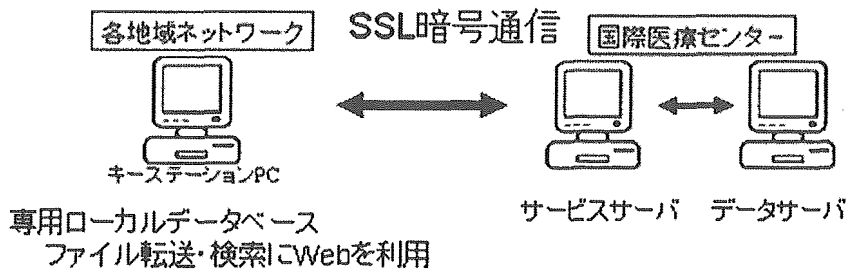 各地域ネットワーク
SSL暗号通信
国際医療センター
キーステーションPC
サービスサーバ
データサーバ
専用ローカルデータベース
ファイル転送・検索にWebを利用